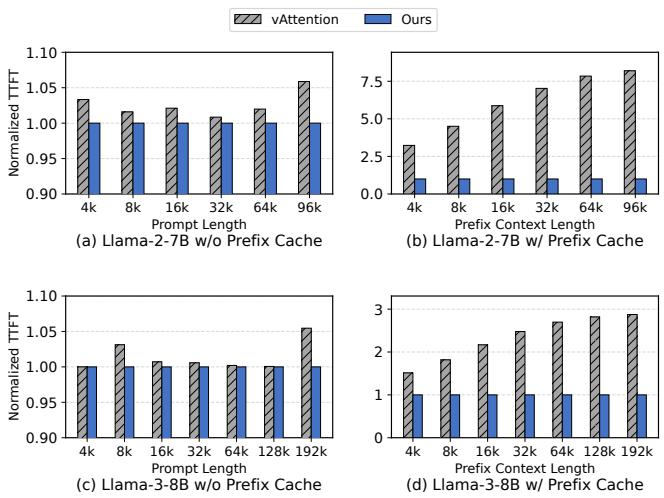 vAttention Ours
1.10
1.05
1.00
0.95
0.90
Normalized TTFT
4k 8k 16k 32k 64k 96k
Prompt Length
(a) Llama-2-7B w/o Prefix Cache
7.5
5.0
2.5
0.0
4k 8k 16k 32k 64k 96k
Prefix Context Length
(b) Llama-2-7B w/ Prefix Cache
1.10
1.05
1.00
0.95
0.90
Normalized TTFT
4k 8k 16k 32k 64k 128k 192k
Prompt Length
(c) Llama-3-8B w/o Prefix Cache
3
2
1
0
4k 8k 16k 32k 64k 128k 192k
Prefix Context Length
(d) Llama-3-8B w/ Prefix Cache